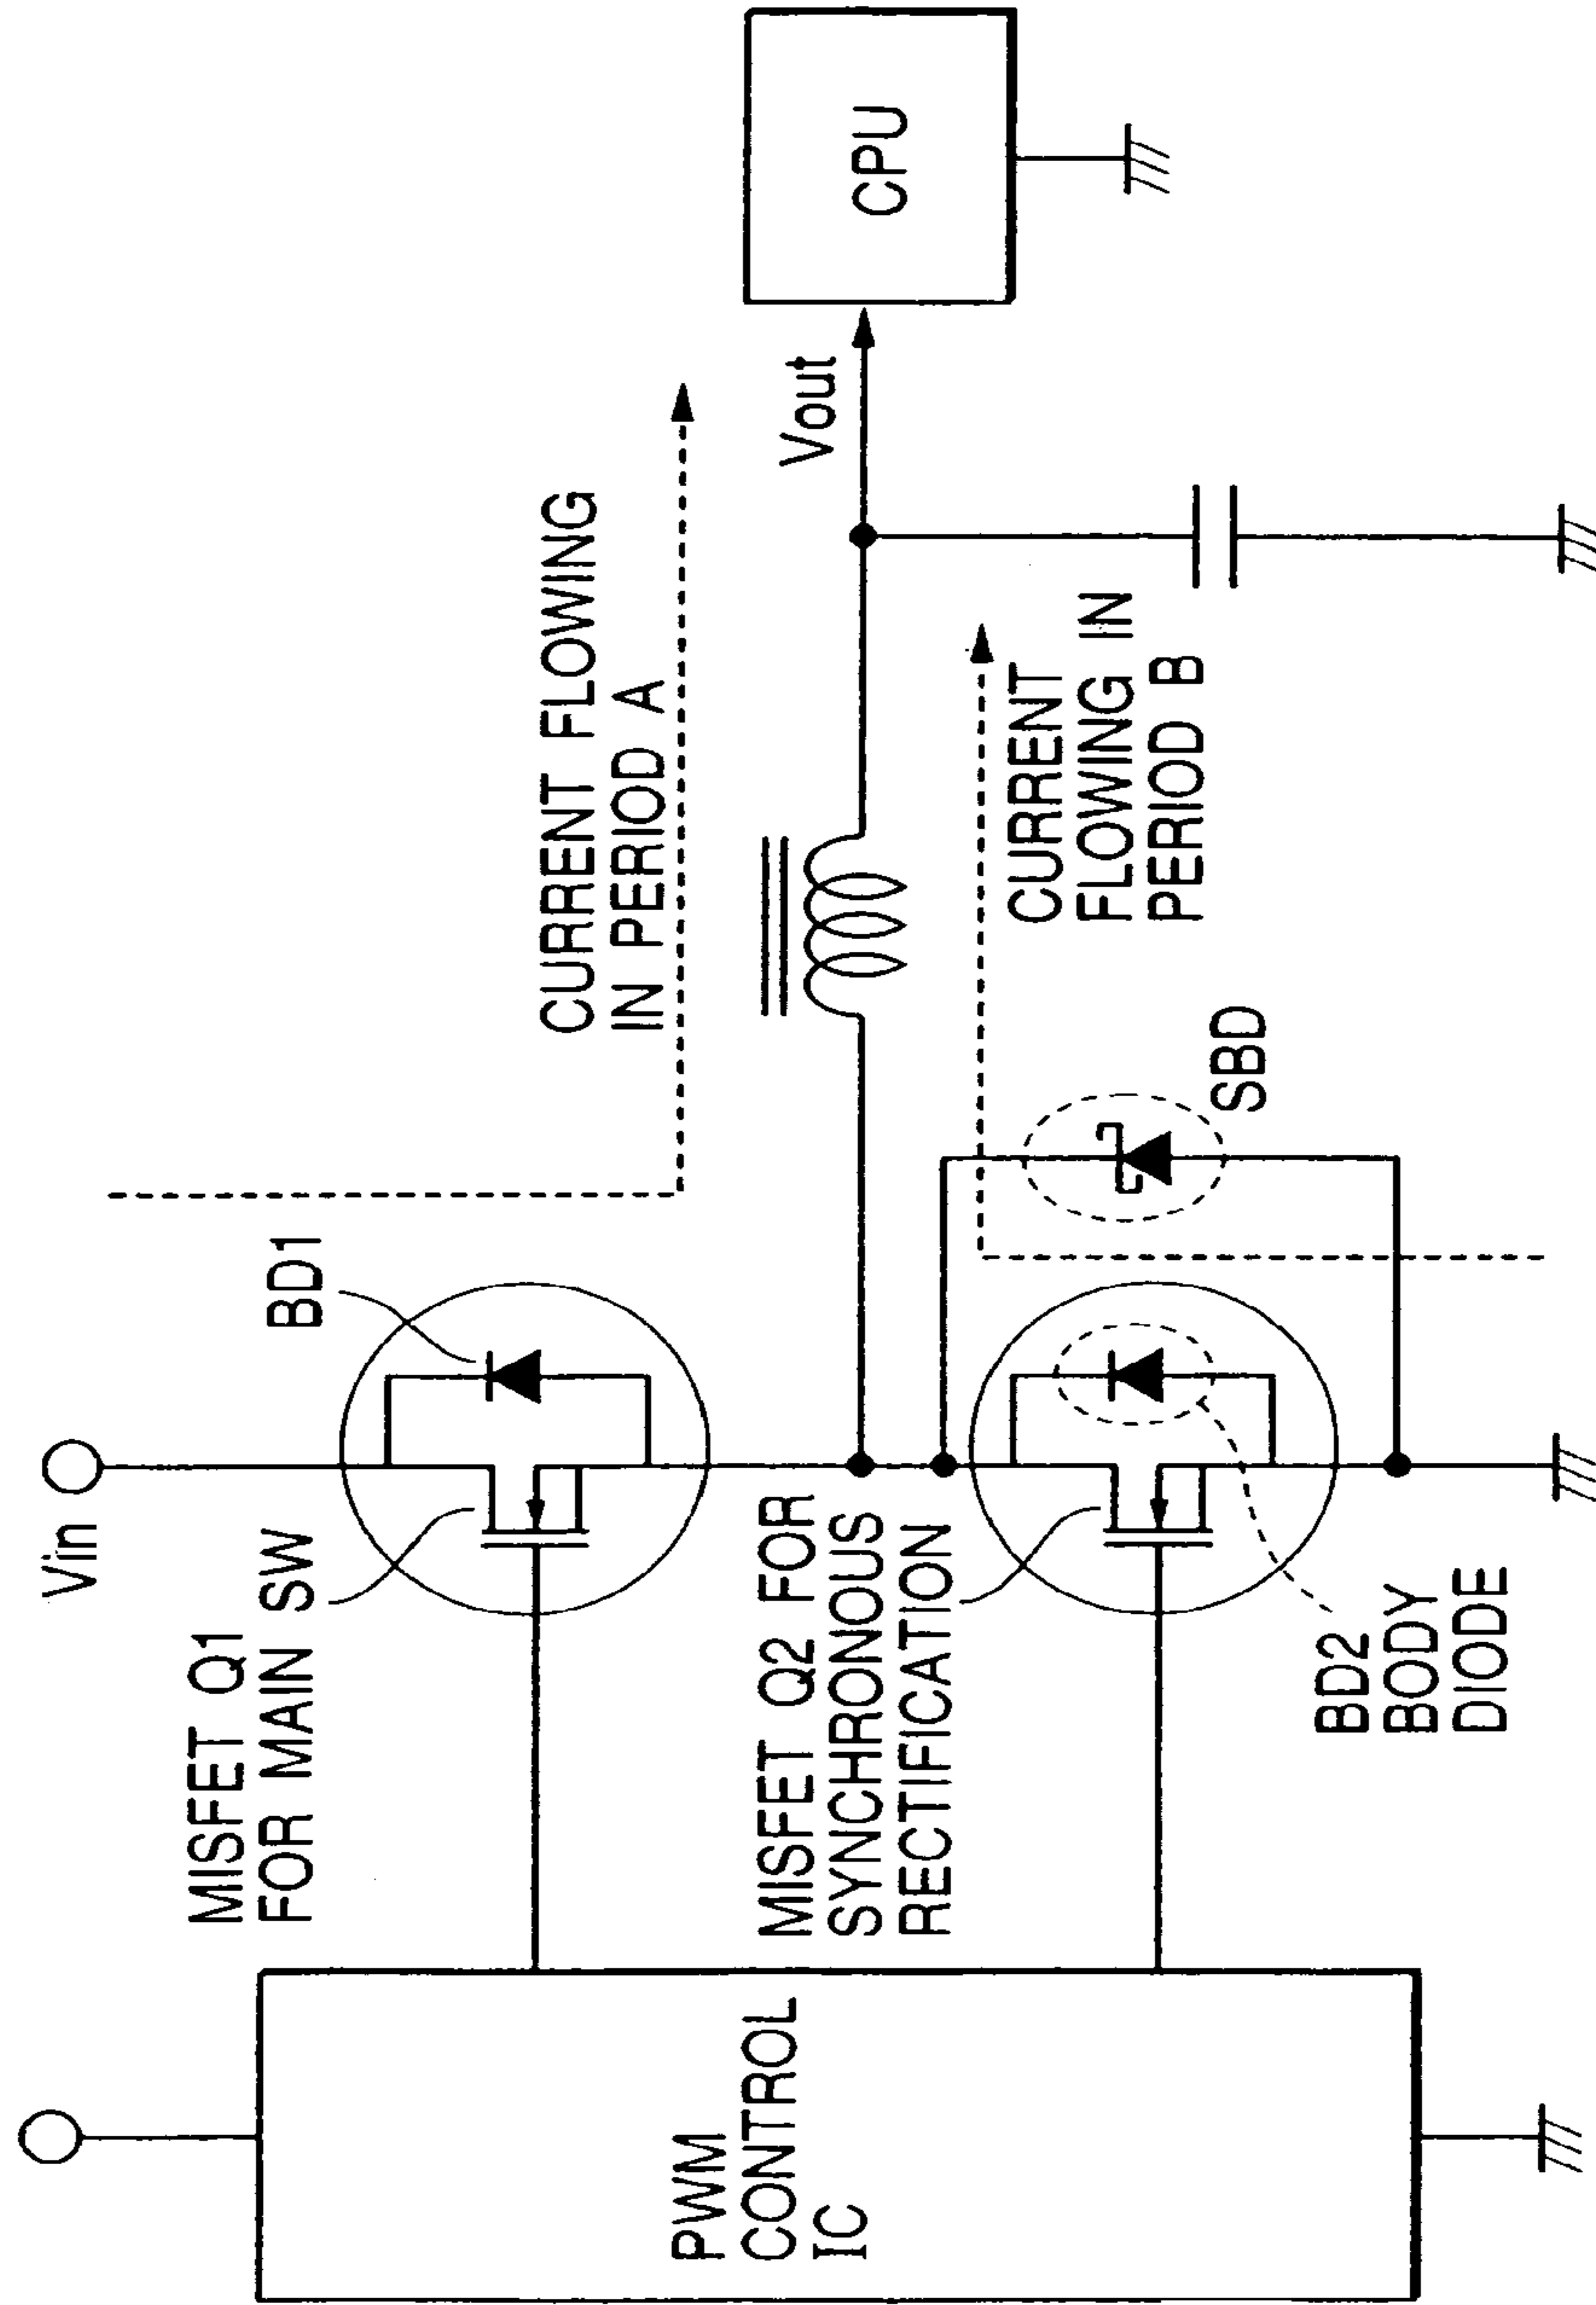 Vin
MISFET Q1
FOR MAIN SW
BD1
CURRENT FLOWING
IN PERIOD A
PWM
CONTROL
IC
MISFET Q2 FOR
SYNCHRONOUS
RECTIFICATION
Vout
CPU
CURRENT
FLOWING IN
PERIOD B
SBD
BD2
BODY
DIODE